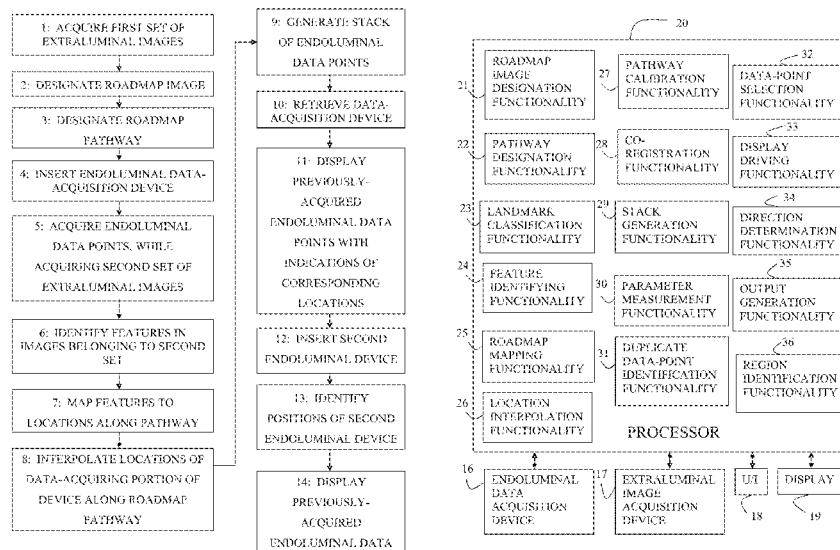 1: ACQUIRE FIRST SET OF
EXTRALUMINAL IMAGES
2: DESIGNATE ROADMAP IMAGE
3: DESIGNATE ROADMAP
PATHWAY
4: INSERT ENDOLUMINAL DATA-
ACQUISITION DEVICE
5: ACQUIRE ENDOLUMINAL
DATA POINTS, WHILE
ACQUIRING SECOND SET OF
EXTRALUMINAL IMAGES
6: IDENTIFY FEATURES IN
IMAGES BELONGING TO SECOND
SET
7: MAP FEATURES TO
LOCATIONS ALONG PATHWAY
8: INTERPOLATE LOCATIONS OF
DATA-ACQUIRING PORTION OF
DEVICE ALONG ROADMAP
PATHWAY
9: GENERATE STACK
OF ENDOLUMINAL
DATA POINTS
10: RETRIEVE DATA-
ACQUISITION DEVICE
11: DISPLAY
PREVIOUSLY-
ACQUIRED
ENDOLUMINAL DATA
POINTS WITH
INDICATIONS OF
CORRESPONDING
LOCATIONS
12: INSERT SECOND
ENDOLUMINAL DEVICE
13: IDENTIFY
POSITIONS OF SECOND
ENDOLUMINAL DEVICE
14: DISPLAY
PREVIOUSLY-
ACQUIRED
ENDOLUMINAL DATA
20
21
ROADMAP
IMAGE
DESIGNATION
FUNCTIONALITY
27
PATHWAY
CALIBRATION
FUNCTIONALITY
32
DATA-POINT
SELECTION
FUNCTIONALITY
22
PATHWAY
DESIGNATION
FUNCTIONALITY
28
CO-
REGISTRATION
FUNCTIONALITY
33
DISPLAY
DRIVING
FUNCTIONALITY
23
LANDMARK
CLASSIFICATION
FUNCTIONALITY
29
STACK
GENERATION
FUNCTIONALITY
34
DIRECTION
DETERMINATION
FUNCTIONALITY
24
FEATURE
IDENTIFYING
FUNCTIONALITY
30
PARAMETER
MEASUREMENT
FUNCTIONALITY
35
OUTPUT
GENERATION
FUNCTIONALITY
25
ROADMAP
MAPPING
FUNCTIONALITY
31
DUPLICATE
DATA-POINT
IDENTIFICATION
FUNCTIONALITY
36
REGION
IDENTIFICATION
FUNCTIONALITY
26
LOCATION
INTERPOLATION
FUNCTIONALITY
PROCESSOR
16
ENDOLUMINAL
DATA
ACQUISITION
DEVICE
17
EXTRALUMINAL
IMAGE
ACQUISITION
DEVICE
U/I
18
DISPLAY
19